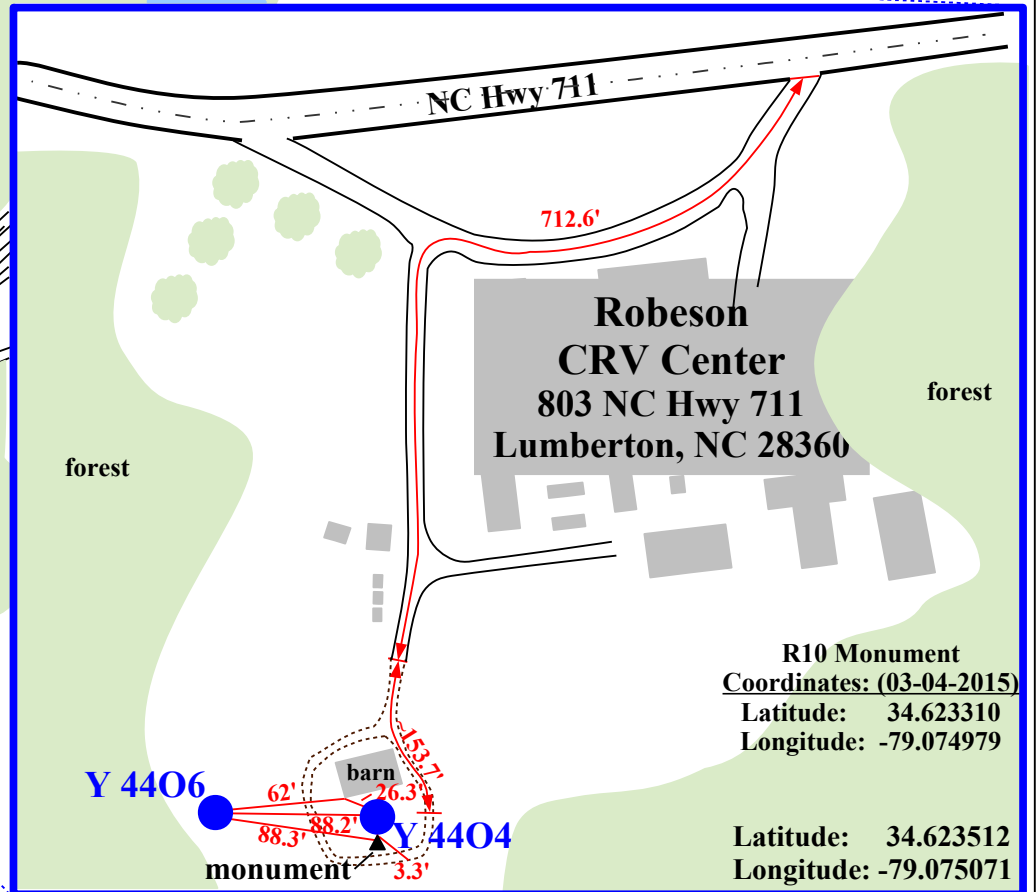 NC Hwy 711
712.6'
Robeson
CRV Center
803 NC Hwy 711
Lumberton, NC 28360
forest
forest
R10 Monument
Coordinates: (03-04-2015)
Latitude: 34.623310
Longitude: -79.074979
153.7'
barn
Y 44O6
62'
26.3'
88.2'
88.3'
Y 44O4
monument
3.3'
Latitude: 34.623512
Longitude: -79.075071